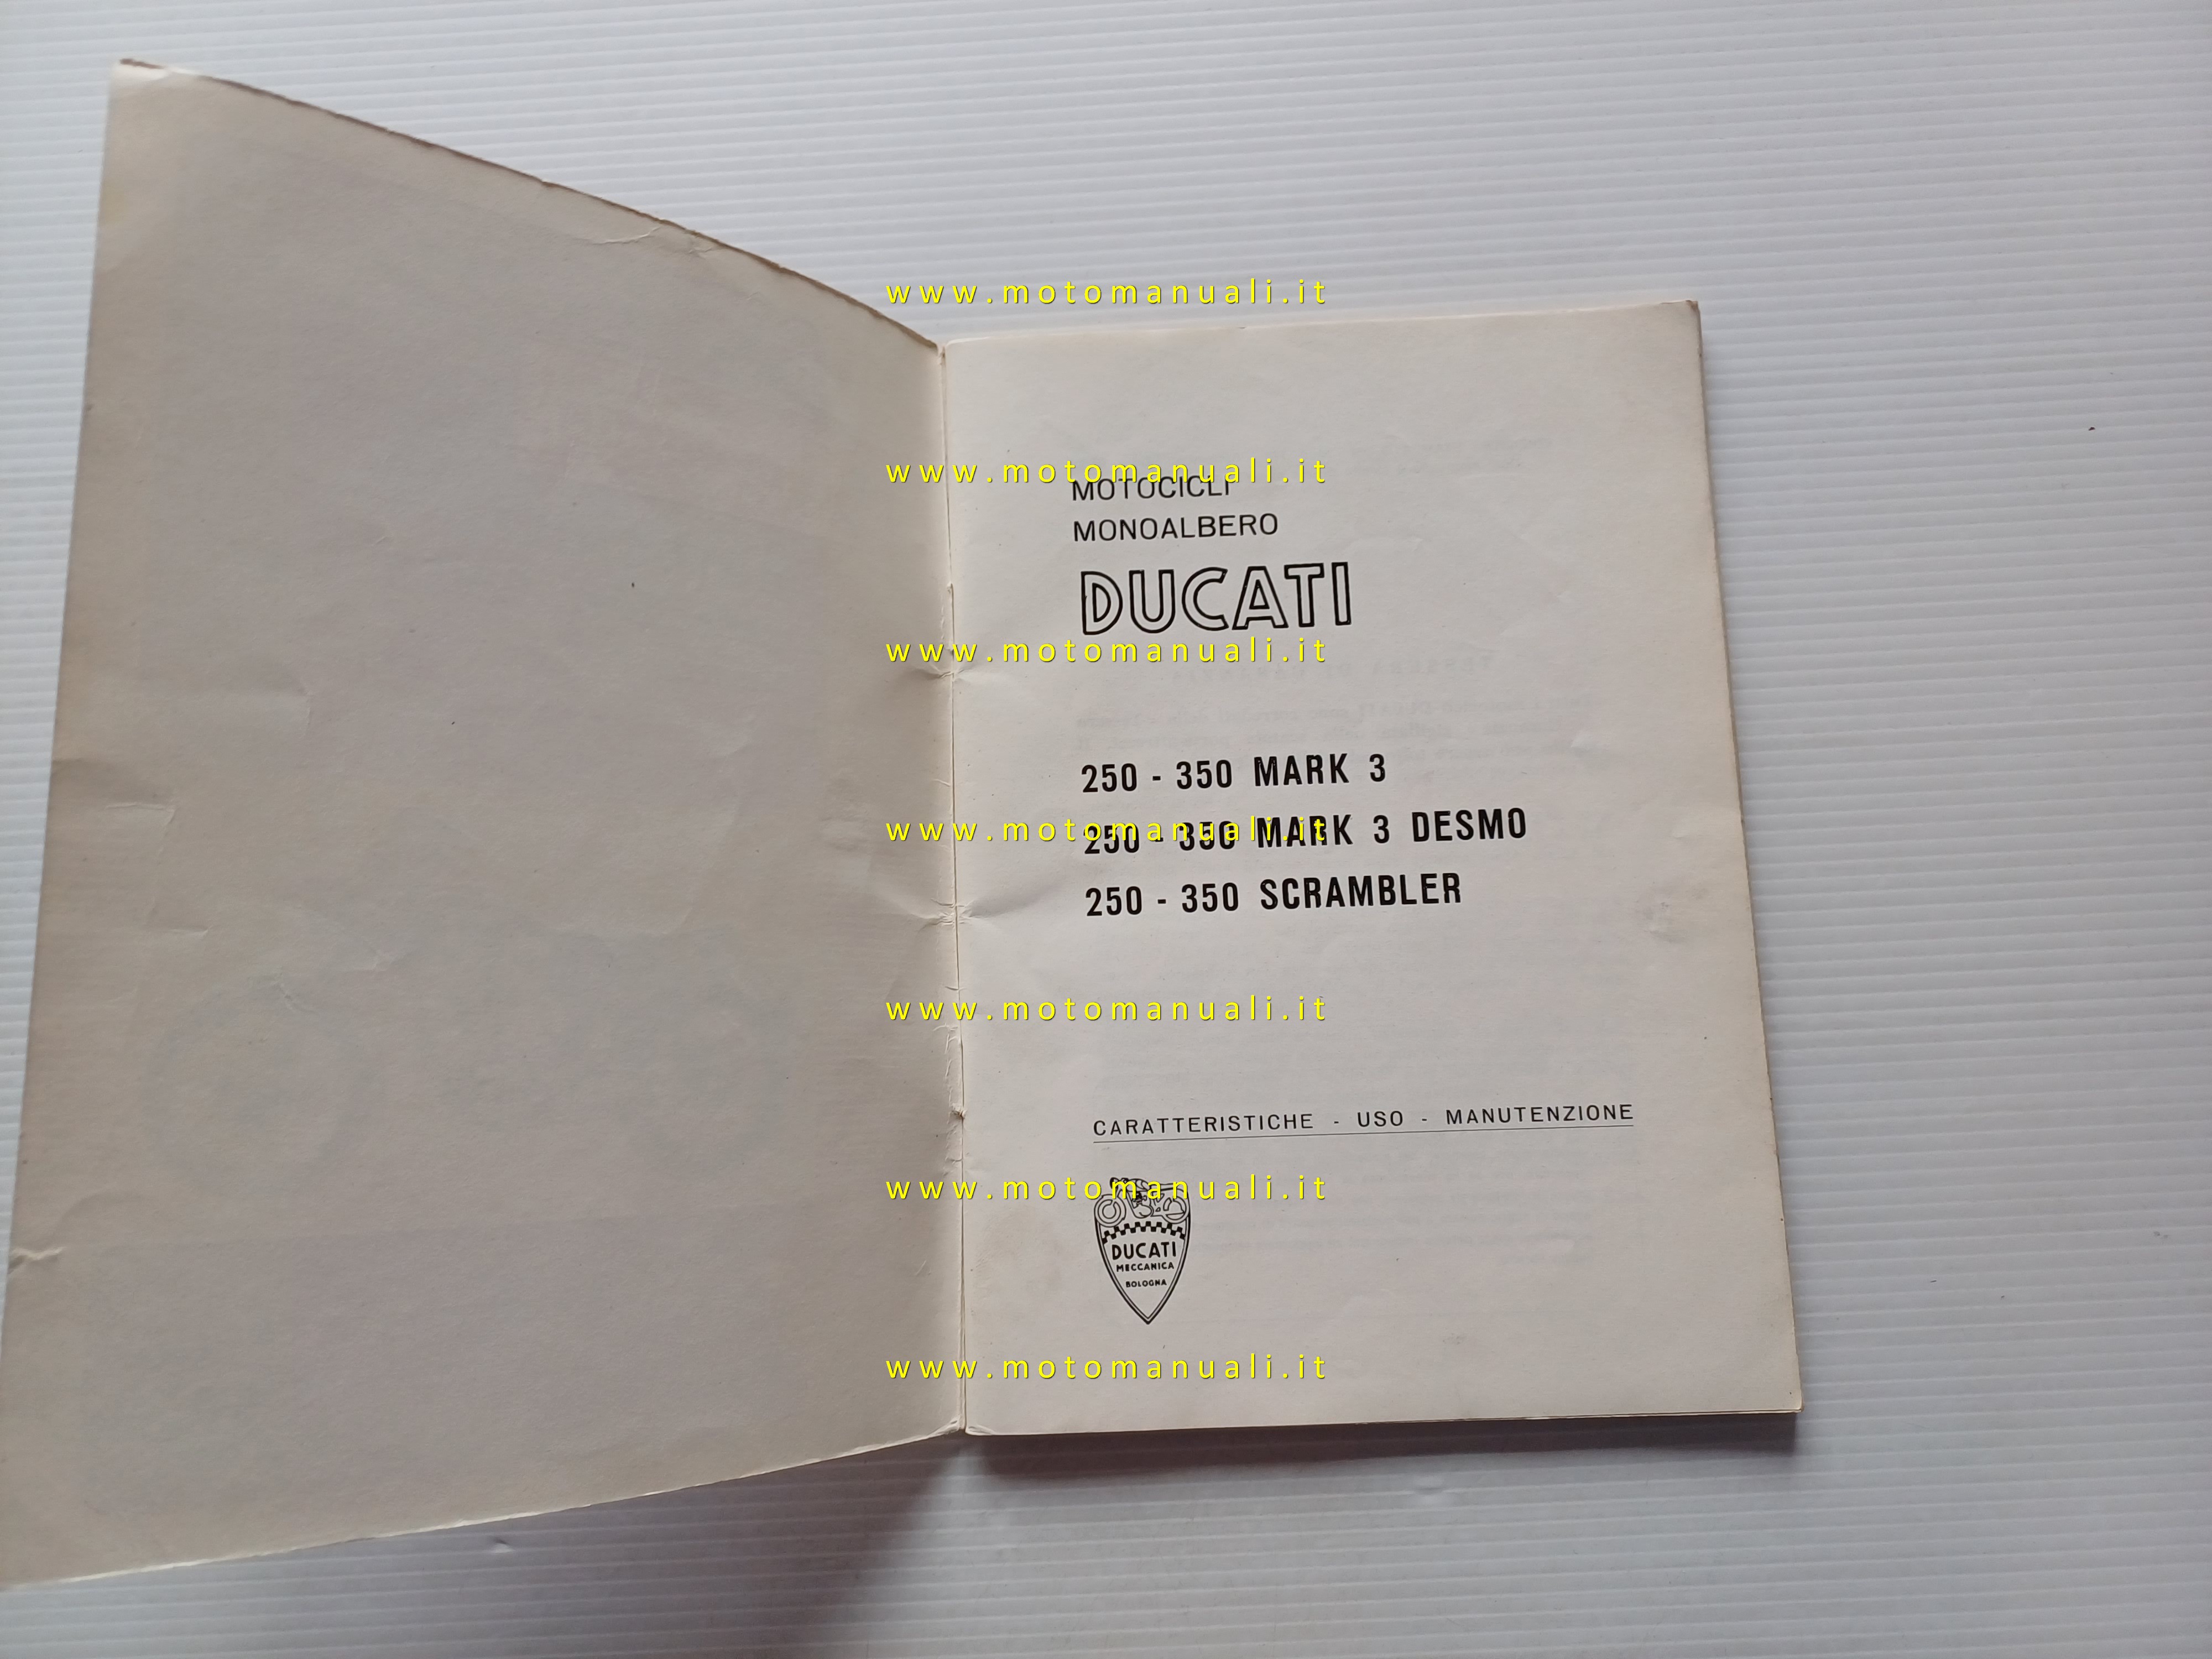 www.motomanuali.it
www.motomanuali.it
MOTOCICLI
MONOALBERO
DUCATI
www.motomanuali.it
250 - 350 MARK 3
www.motomanuali.it
250 - 350 MARK 3 DESMO
250 - 350 SCRAMBLER
www.motomanuali.it
CARATTERISTICHE - USO - MANUTENZIONE
www.motomanuali.it
DUCATI
MECCANICA
BOLOGNA
www.motomanuali.it